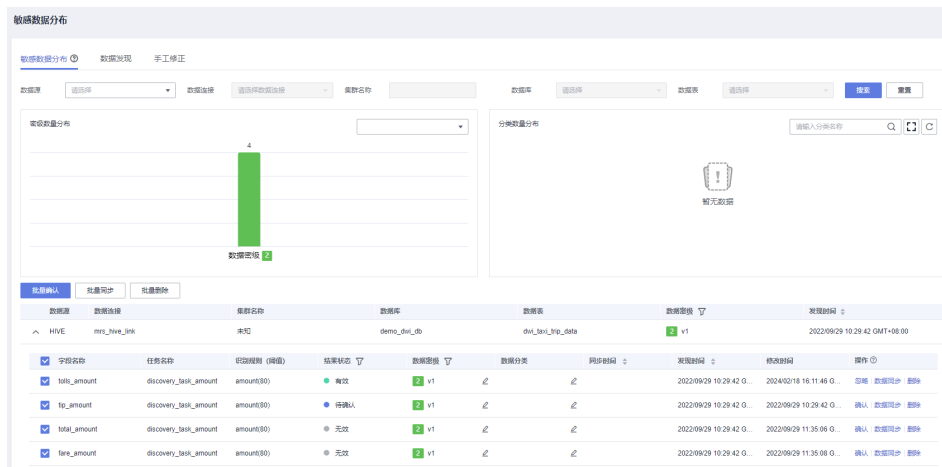 敏感数据分布
敏感数据分布 数据发现 手工修正
数据源 请选择 数据连接 请选择数据连接 集群名称 数据库 请选择 数据表 请选择 搜索 重置
密级数量分布
4
数据密级 2
分类数量分布 请输入分类名称
暂无数据
批量确认 批量同步 批量删除
数据源 数据连接 集群名称 数据库 数据表 数据密级 发现时间
HIVE mrs_hive_link 未知 demo_dwi_db dwi_taxi_trip_data 2 v1 2022/09/29 10:29:42 GMT+08:00
字段名称 任务名称 识别规则（阈值） 结果状态 数据密级 数据分类 同步时间 发现时间 修改时间 操作
tolls_amount discovery_task_amount amount(80) 有效 2 v1 2022/09/29 10:29:42 G... 2024/02/18 16:11:46 G... 忽略 数据同步 删除
tip_amount discovery_task_amount amount(80) 待确认 2 v1 2022/09/29 10:29:42 G... 2022/09/29 10:29:42 G... 确认 数据同步 删除
total_amount discovery_task_amount amount(80) 无效 2 v1 2022/09/29 10:29:42 G... 2022/09/29 11:35:06 G... 确认 数据同步 删除
fare_amount discovery_task_amount amount(80) 无效 2 v1 2022/09/29 10:29:42 G... 2022/09/29 11:35:08 G... 确认 数据同步 删除